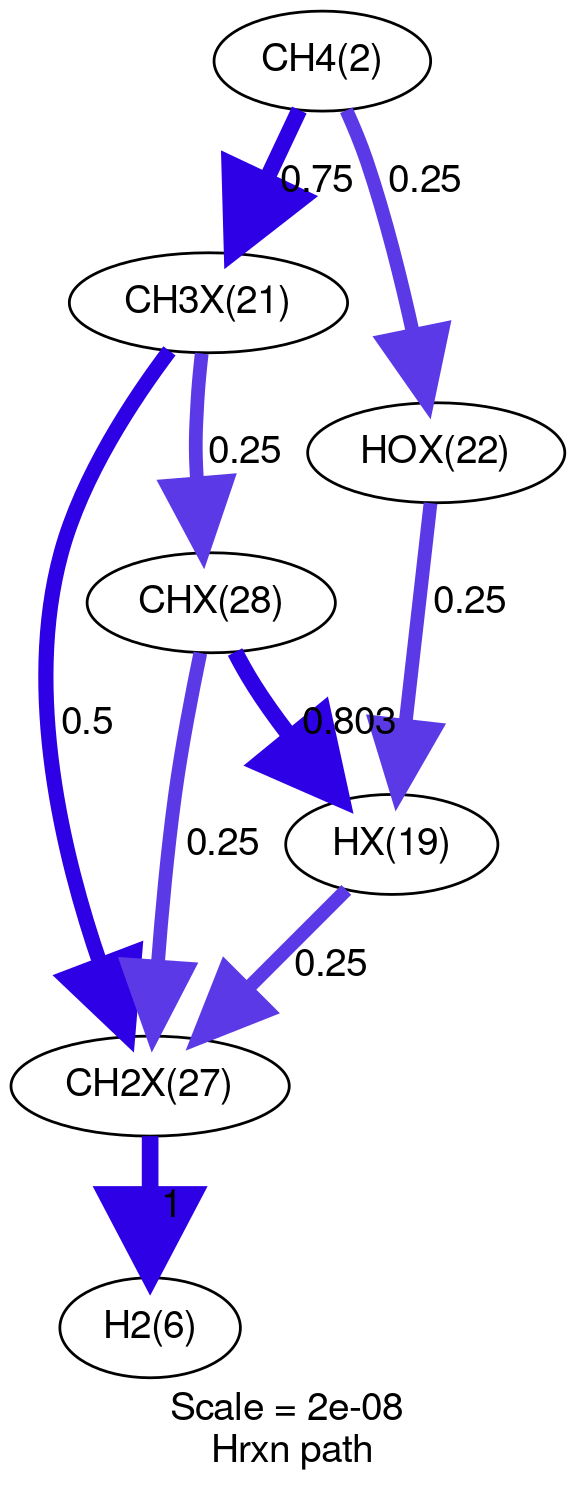 CH4(2)
0.75
0.25
CH3X(21)
0.25
HOX(22)
CHX(28)
0.25
0.5
0.803
0.25
HX(19)
0.25
CH2X(27)
1
H2(6)
Scale = 2e-08
Hrxn path